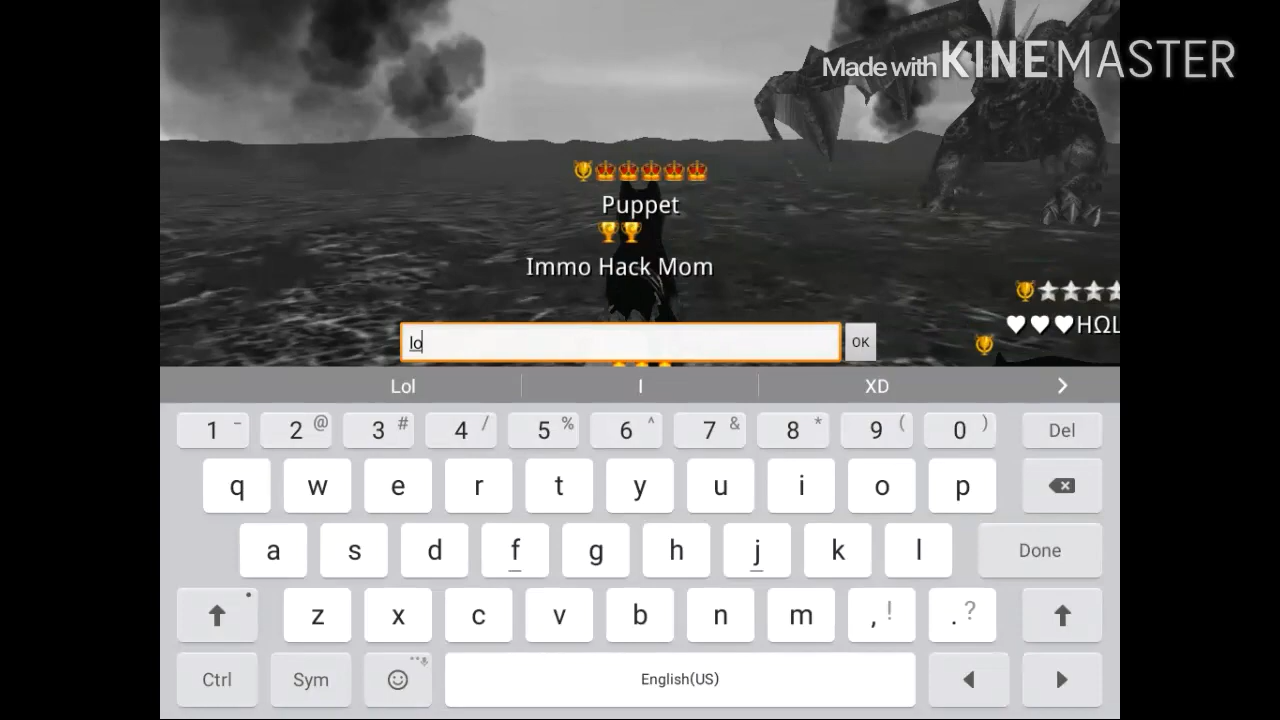 Made with KINEMASTER
Puppet
Immo Hack Mom
♥♥♥HΩL
lo
OK
Lol I XD
1 - 2 @ 3 # 4 / 5 % 6 ^ 7 & 8 * 9 ( 0 ) Del
q w e r t y u i o p
a s d f g h j k l Done
z x c v b n m , ! . ?
Ctrl Sym English(US)